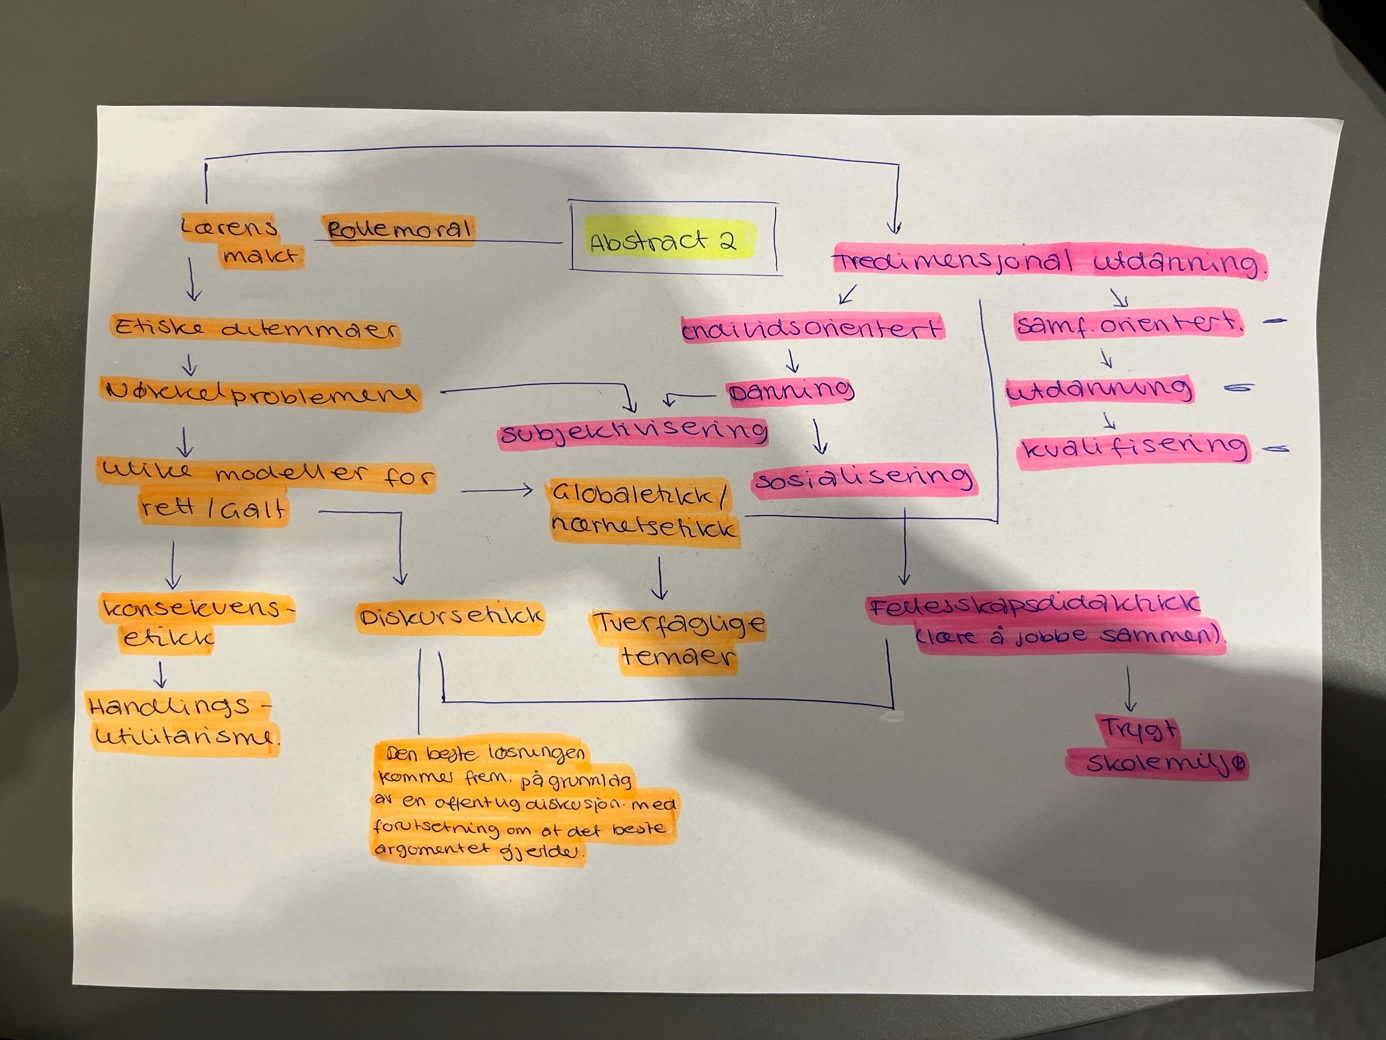 Lærens
makt
Rollemoral
Abstract 2
Tredimensjonal utdanning.
Etiske dilemmaer
Individsorientert
samf.orientert.
Nøkkelproblemene
Danning
utdanning
subjektivisering
kvalifisering
ulike modeller for
rett / Galt
Globaletikk /
nærhetsetikk
sosialisering
konsekvens-
etikk
Diskursetikk
Tverfaglige
temaer
Fellesskapsdidaktikk
(lære å jobbe sammen).
Handlings-
utilitarisme.
Trygt
skolemiljø
Den beste løsningen
kommer frem. på grunnlag
av en offentlig diskusjon. med
forutsetning om at det beste
argomentet gjelder.